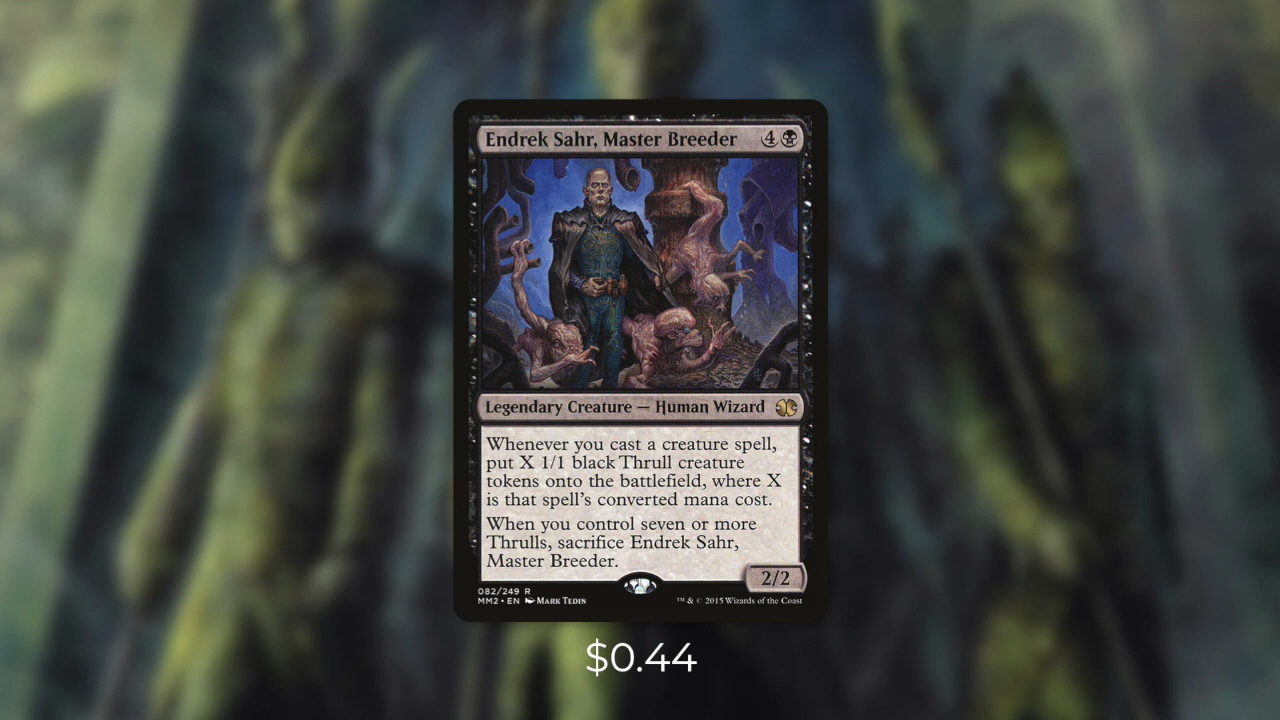 Endrek Sahr, Master Breeder 4
Legendary Creature — Human Wizard
Whenever you cast a creature spell,
put X 1/1 black Thrull creature
tokens onto the battlefield, where X
is that spell's converted mana cost.
When you control seven or more
Thrulls, sacrifice Endrek Sahr,
Master Breeder.
2/2
082/249 R
MM2 • EN Mark Tedin
™ & © 2015 Wizards of the Coast
$0.44